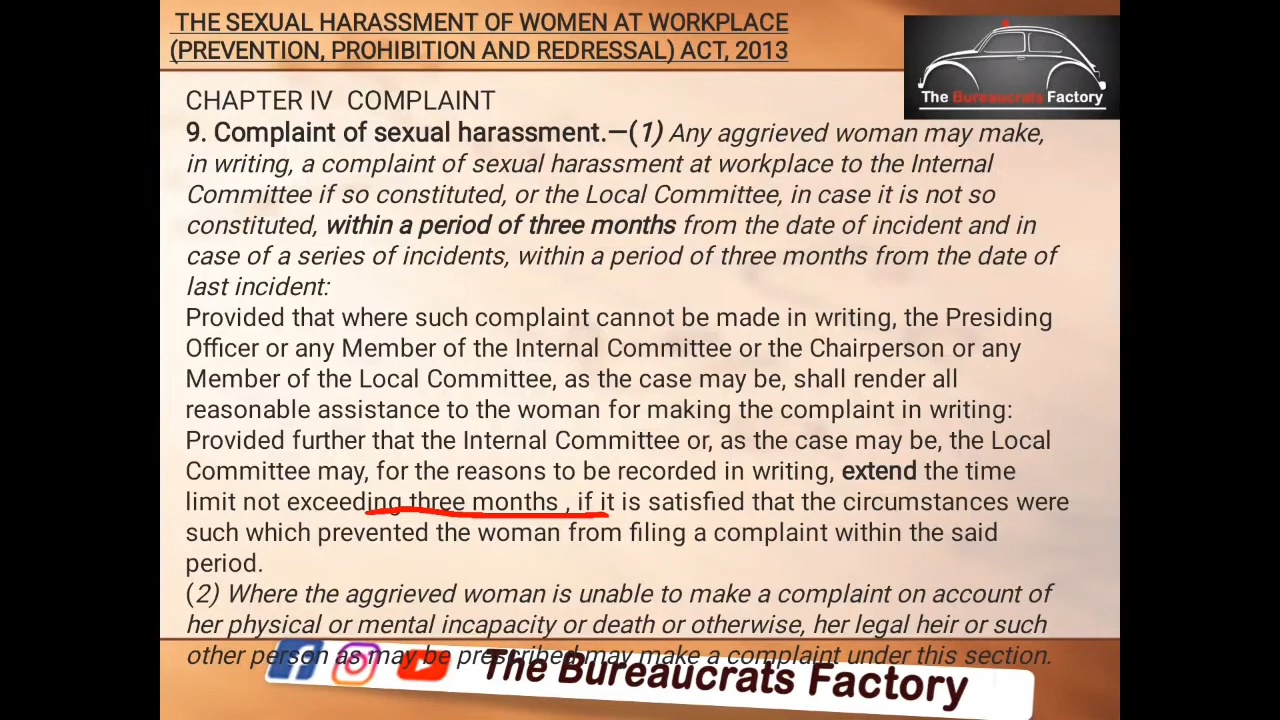 THE SEXUAL HARASSMENT OF WOMEN AT WORKPLACE
(PREVENTION, PROHIBITION AND REDRESSAL) ACT, 2013
The Bureaucrats Factory
CHAPTER IV COMPLAINT
9. Complaint of sexual harassment.—(1) Any aggrieved woman may make,
in writing, a complaint of sexual harassment at workplace to the Internal
Committee if so constituted, or the Local Committee, in case it is not so
constituted, within a period of three months from the date of incident and in
case of a series of incidents, within a period of three months from the date of
last incident:
Provided that where such complaint cannot be made in writing, the Presiding
Officer or any Member of the Internal Committee or the Chairperson or any
Member of the Local Committee, as the case may be, shall render all
reasonable assistance to the woman for making the complaint in writing:
Provided further that the Internal Committee or, as the case may be, the Local
Committee may, for the reasons to be recorded in writing, extend the time
limit not exceeding three months , if it is satisfied that the circumstances were
such which prevented the woman from filing a complaint within the said
period.
(2) Where the aggrieved woman is unable to make a complaint on account of
her physical or mental incapacity or death or otherwise, her legal heir or such
other person as may be prescribed may make a complaint under this section.
The Bureaucrats Factory